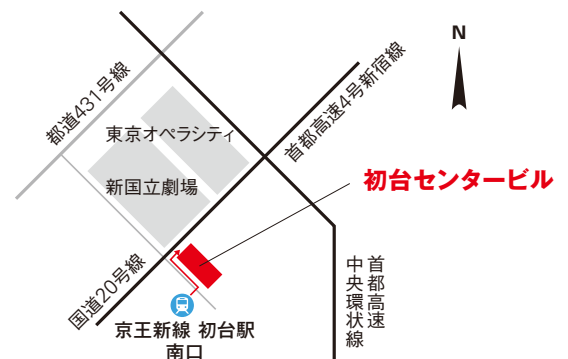 N
都道431号線
首都高速4号新宿線
東京オペラシティ
新国立劇場
初台センタービル
国道20号線
首都高速
中央環状線
京王新線 初台駅
南口